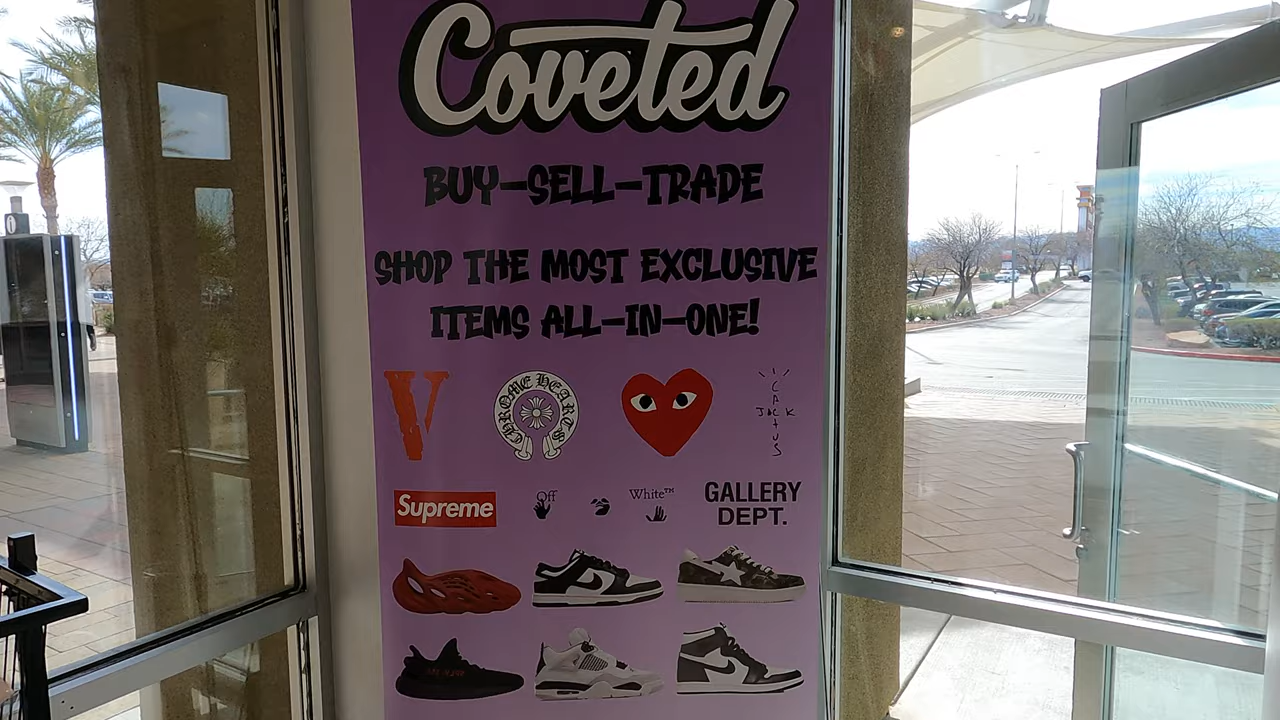 Coveted
BUY-SELL-TRADE
SHOP THE MOST EXCLUSIVE
ITEMS ALL-IN-ONE!
V
CHROME HEARTS
CACTUS
JACK
Supreme
Off White™
GALLERY
DEPT.